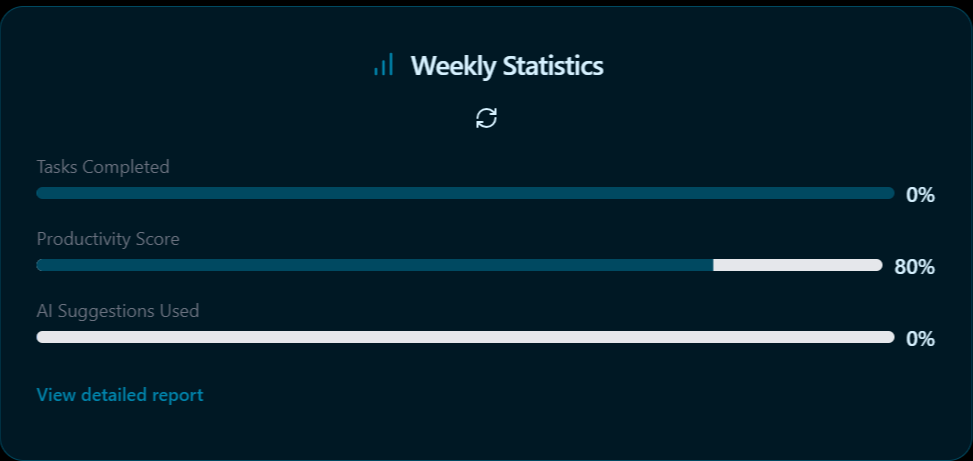 Weekly Statistics
Tasks Completed
0%
Productivity Score
80%
AI Suggestions Used
0%
View detailed report